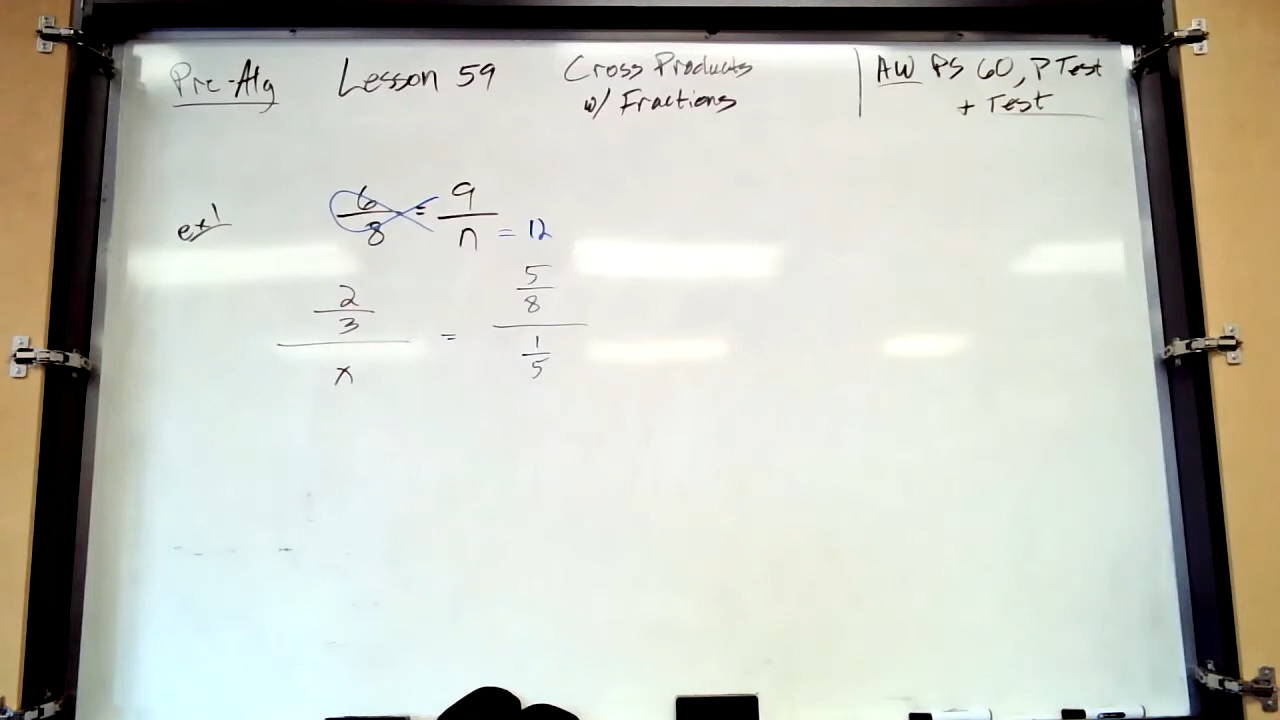 Pre-Alg Lesson 59 Cross Products AW PS 60, P Test
w/ Fractions + Test
ex1 6/8 = 9/n = 12
(2/3)/x = (5/8)/(1/5)